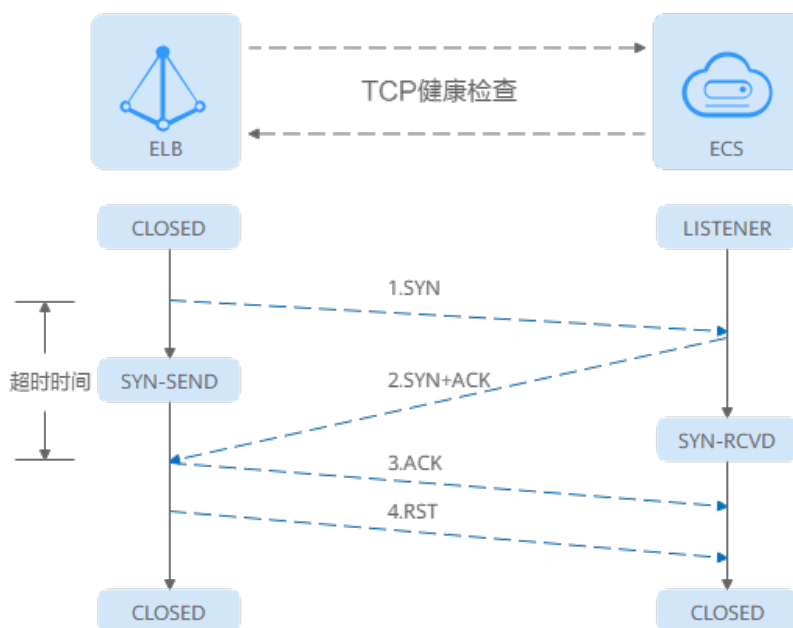 TCP健康检查
ELB
ECS
CLOSED
LISTENER
1.SYN
超时时间
SYN-SEND
2.SYN+ACK
SYN-RCVD
3.ACK
4.RST
CLOSED
CLOSED